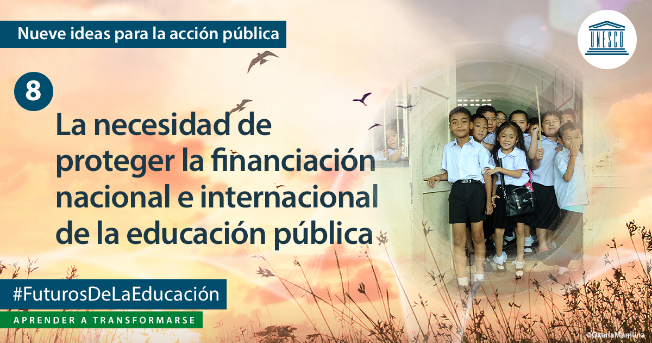 Nueve ideas para la acción pública
UNESCO
8
La necesidad de
proteger la financiación
nacional e internacional
de la educación pública
#FuturosDeLaEducación
APRENDER A TRANSFORMARSE